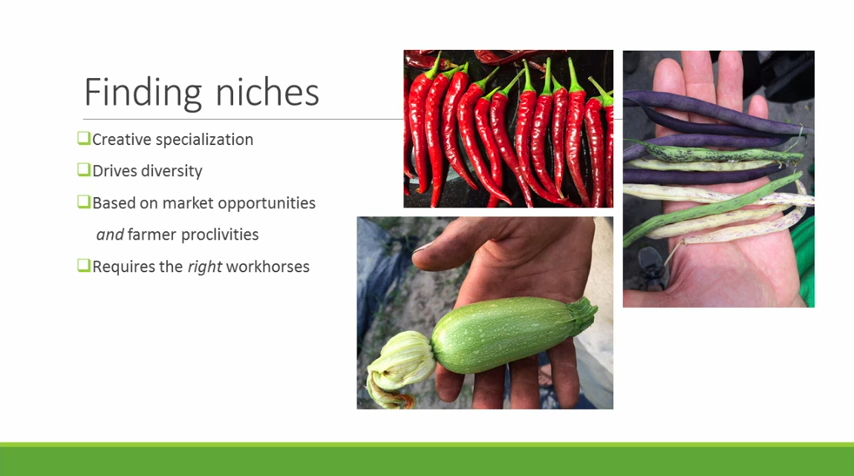 Finding niches
Creative specialization
Drives diversity
Based on market opportunities
and farmer proclivities
Requires the right workhorses